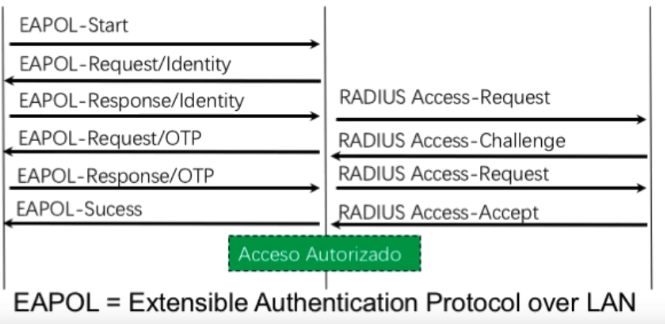 EAPOL-Start
EAPOL-Request/Identity
EAPOL-Response/Identity
RADIUS Access-Request
EAPOL-Request/OTP
RADIUS Access-Challenge
EAPOL-Response/OTP
RADIUS Access-Request
EAPOL-Sucess
RADIUS Access-Accept
Acceso Autorizado
EAPOL = Extensible Authentication Protocol over LAN